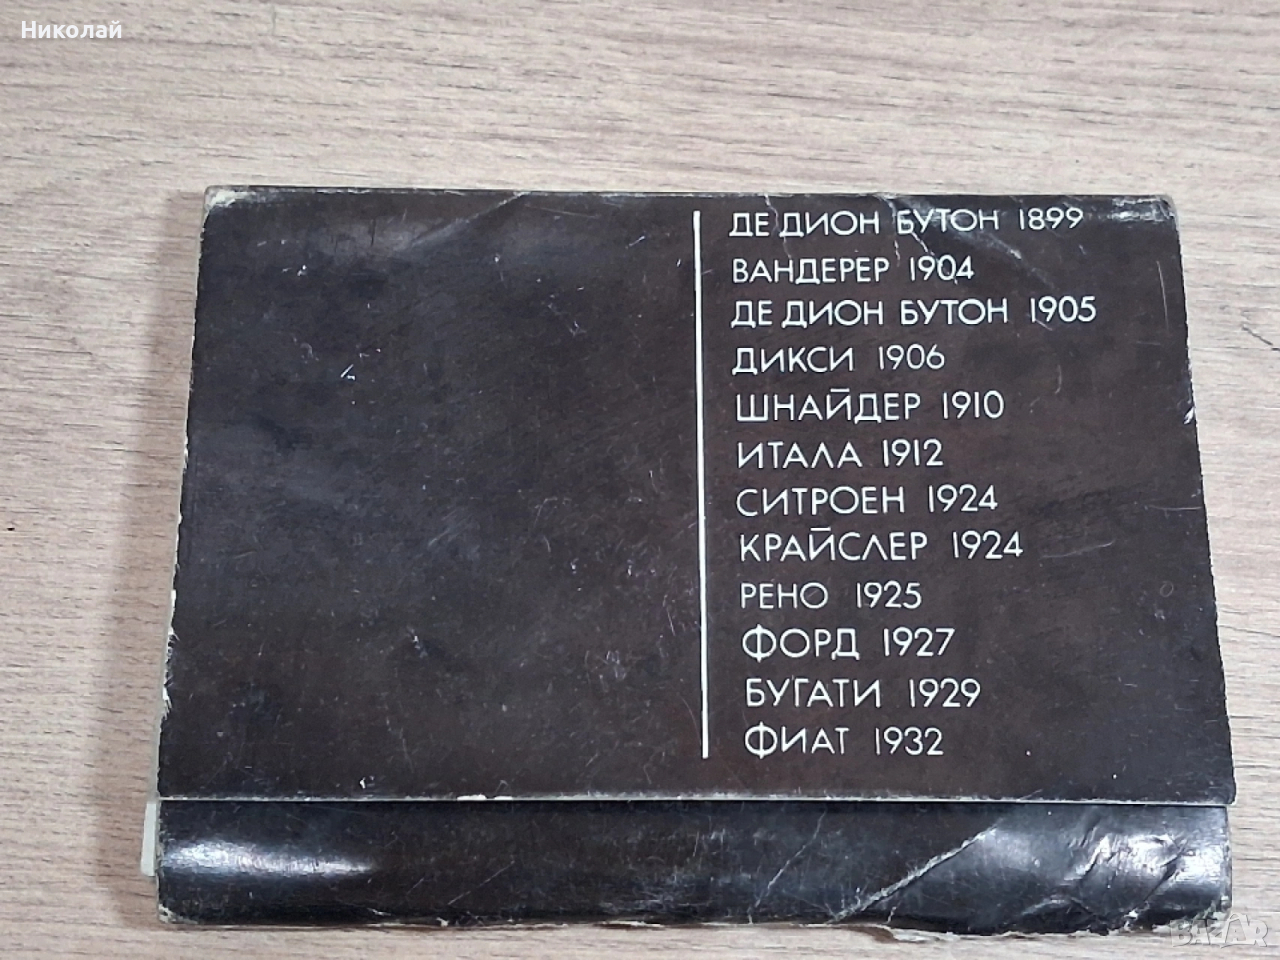 Николай
ДЕ ДИОН БУТОН 1899
ВАНДЕРЕР 1904
ДЕ ДИОН БУТОН 1905
ДИКСИ 1906
ШНАЙДЕР 1910
ИТАЛА 1912
СИТРОЕН 1924
КРАЙСЛЕР 1924
РЕНО 1925
ФОРД 1927
БУГАТИ 1929
ФИАТ 1932
BAZAR